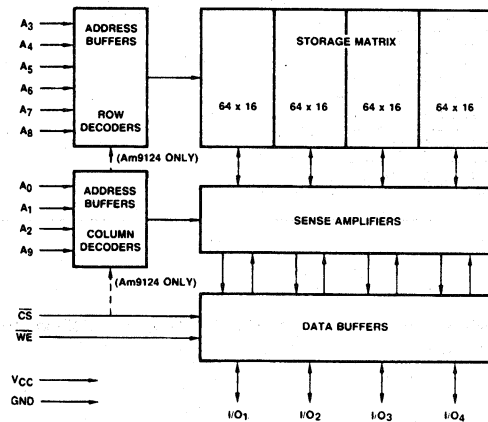 A3
A4
A5
A6
A7
A8
ADDRESS
BUFFERS
ROW
DECODERS
STORAGE MATRIX
64 x 16
64 x 16
64 x 16
64 x 16
(Am9124 ONLY)
A0
A1
A2
A9
ADDRESS
BUFFERS
COLUMN
DECODERS
SENSE AMPLIFIERS
(Am9124 ONLY)
C̅S̅
W̅E̅
DATA BUFFERS
VCC
GND
I/O1
I/O2
I/O3
I/O4